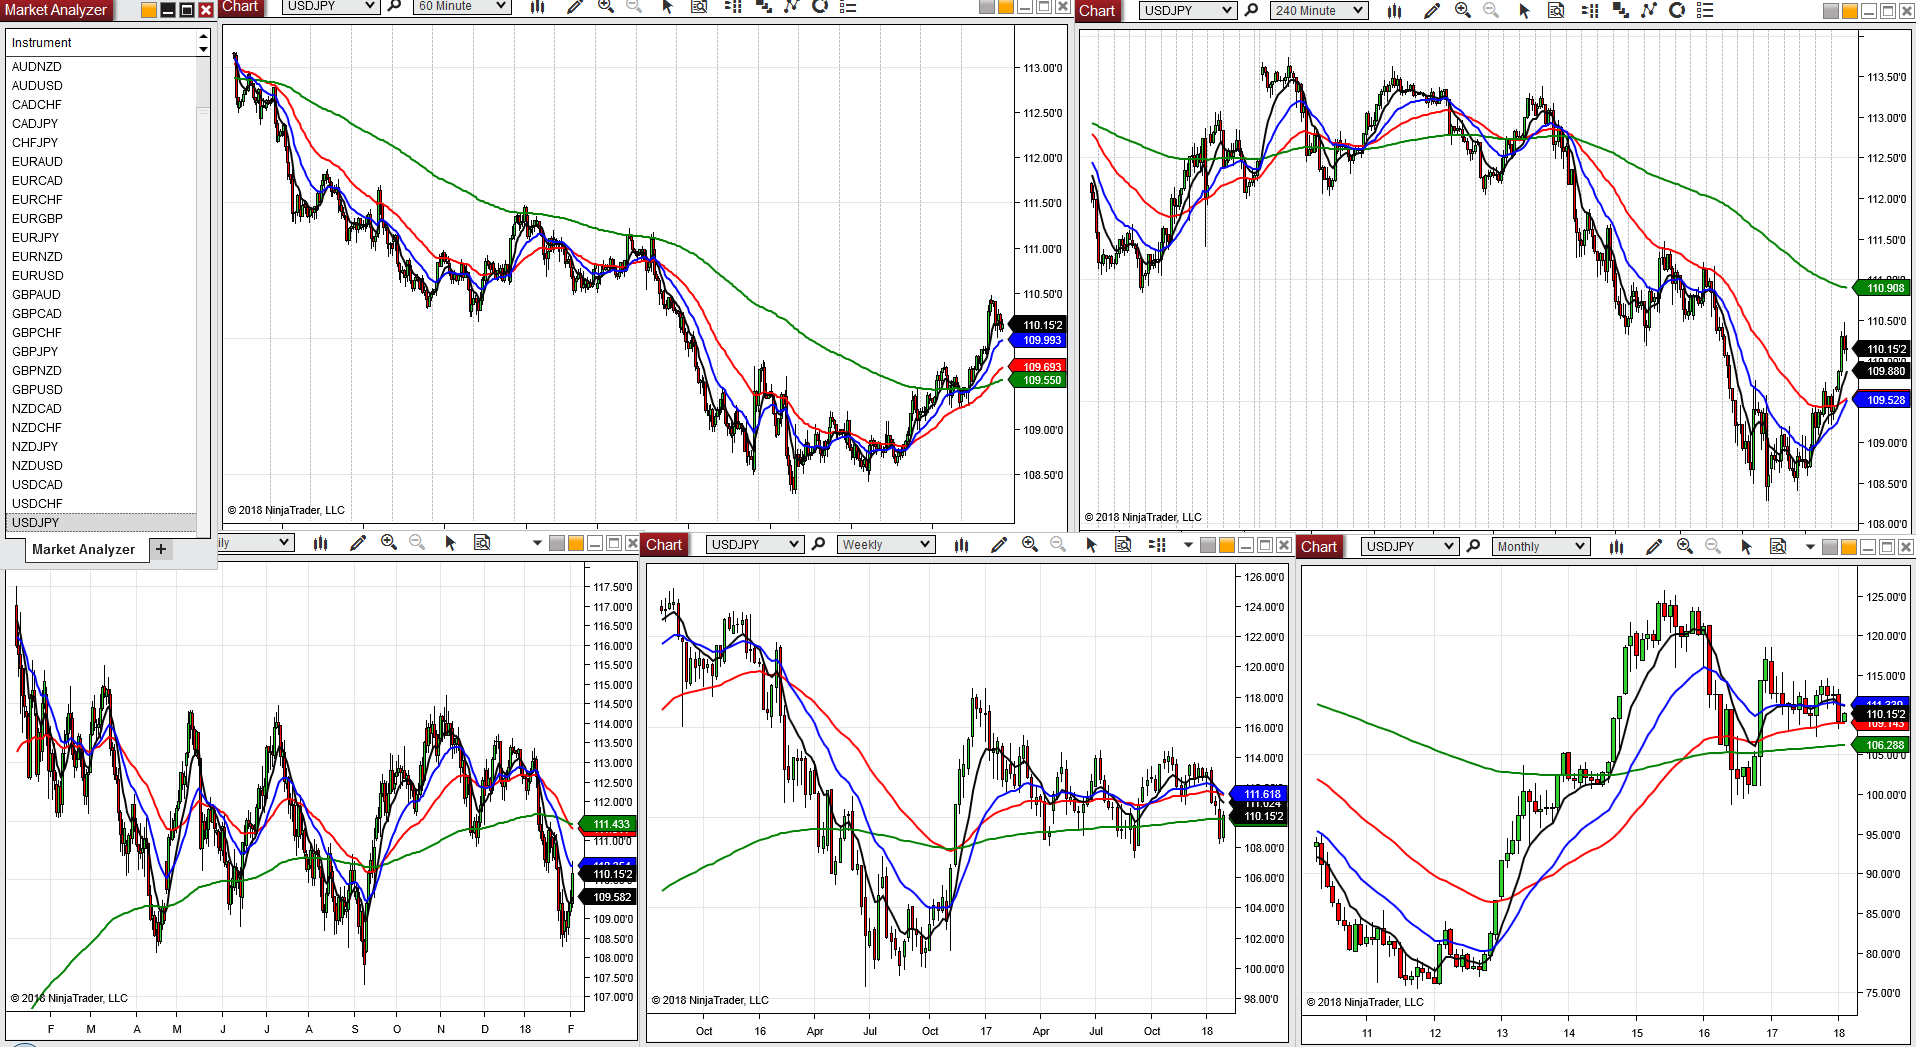 Market Analyzer
Instrument
AUDNZD
AUDUSD
CADCHF
CADJPY
CHFJPY
EURAUD
EURCAD
EURCHF
EURGBP
EURJPY
EURNZD
EURUSD
GBPAUD
GBPCAD
GBPCHF
GBPJPY
GBPNZD
GBPUSD
NZDCAD
NZDCHF
NZDJPY
NZDUSD
USDCAD
USDCHF
USDJPY
Market Analyzer +
Chart USDJPY 60 Minute
113.00'0
112.50'0
112.00'0
111.50'0
111.00'0
110.50'0
110.15'2
109.993
109.693
109.550
109.00'0
108.50'0
© 2018 NinjaTrader, LLC
Chart USDJPY 240 Minute
113.50'0
113.00'0
112.50'0
112.00'0
111.50'0
110.908
110.50'0
110.15'2
109.880
109.528
109.00'0
108.50'0
108.00'0
© 2018 NinjaTrader, LLC
ily
117.50'0
117.00'0
116.50'0
116.00'0
115.50'0
115.00'0
114.50'0
114.00'0
113.50'0
113.00'0
112.50'0
112.00'0
111.433
111.00'0
110.15'2
109.582
109.00'0
108.50'0
108.00'0
107.50'0
107.00'0
© 2018 NinjaTrader, LLC
F M A M J J A S O N D 18 F
Chart USDJPY Weekly
126.00'0
124.00'0
122.00'0
120.00'0
118.00'0
116.00'0
114.00'0
111.618
110.15'2
108.00'0
106.00'0
104.00'0
102.00'0
100.00'0
98.00'0
© 2018 NinjaTrader, LLC
Oct 16 Apr Jul Oct 17 Apr Jul Oct 18
Chart USDJPY Monthly
125.00'0
120.00'0
115.00'0
110.15'2
109.143
106.288
105.00'0
100.00'0
95.00'0
90.00'0
85.00'0
80.00'0
75.00'0
© 2018 NinjaTrader, LLC
11 12 13 14 15 16 17 18